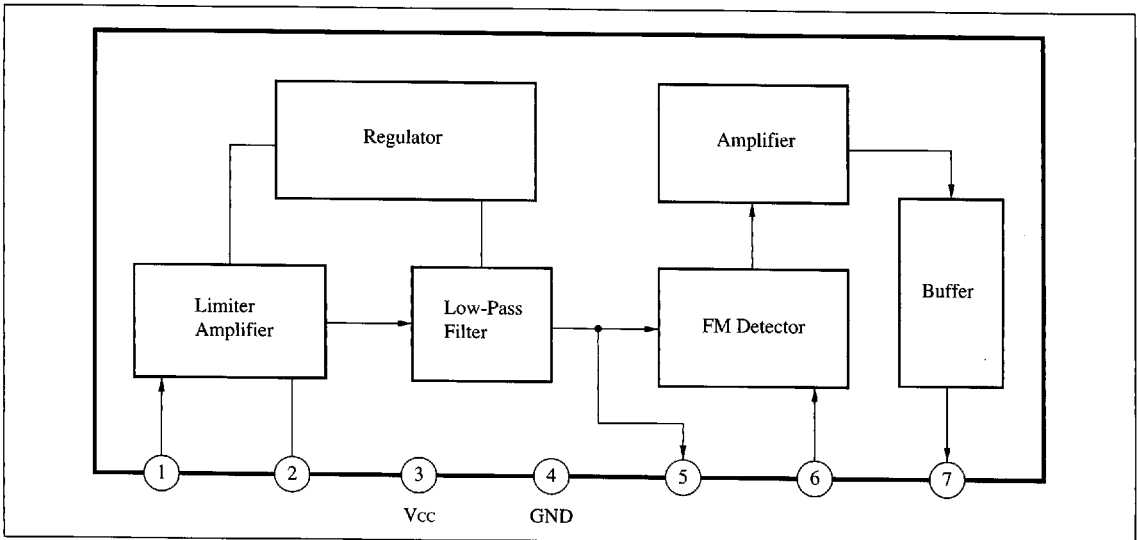 Regulator
Amplifier
Limiter
Amplifier
Low-Pass
Filter
FM Detector
Buffer
1
2
3
4
5
6
7
VCC
GND